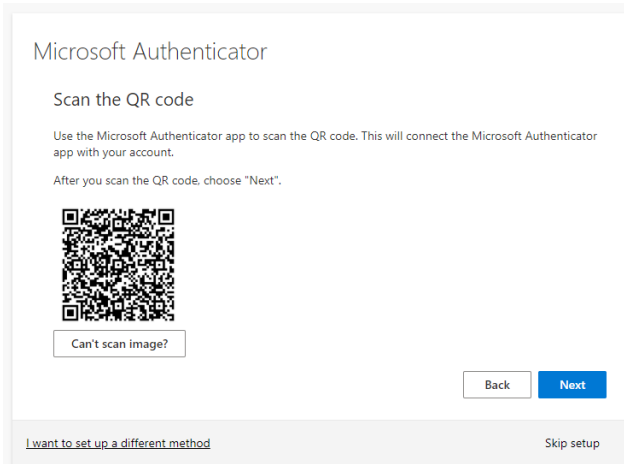 Microsoft Authenticator
Scan the QR code
Use the Microsoft Authenticator app to scan the QR code. This will connect the Microsoft Authenticator
app with your account.
After you scan the QR code, choose "Next".
Can't scan image?
Back
Next
I want to set up a different method
Skip setup